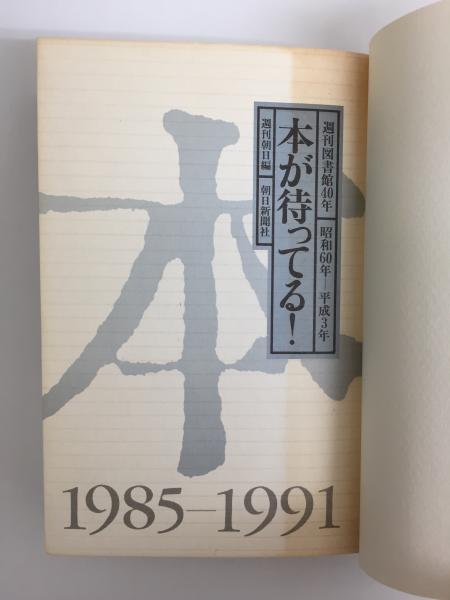 週刊図書館40年
昭和60年—平成3年
本が待ってる!
週刊朝日編
朝日新聞社
本
1985–1991